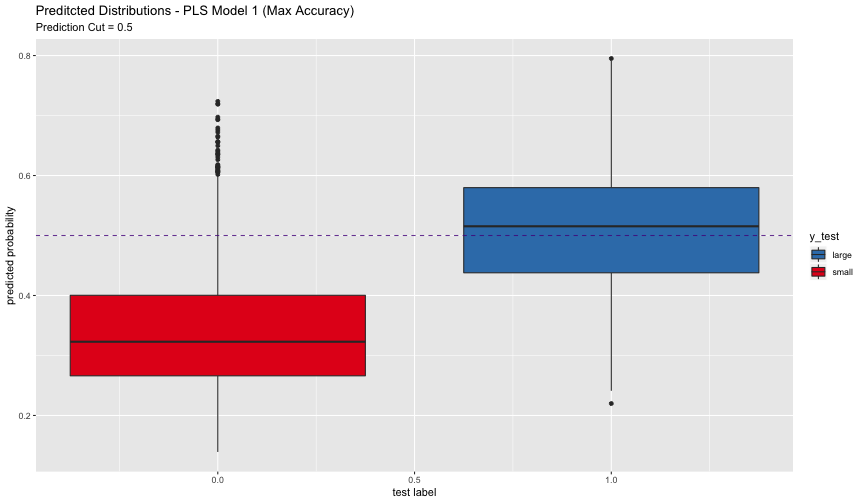 Preditcted Distributions - PLS Model 1 (Max Accuracy)
Prediction Cut = 0.5
0.8
0.6
0.4
0.2
predicted probability
0.0
0.5
1.0
test label
y_test
large
small